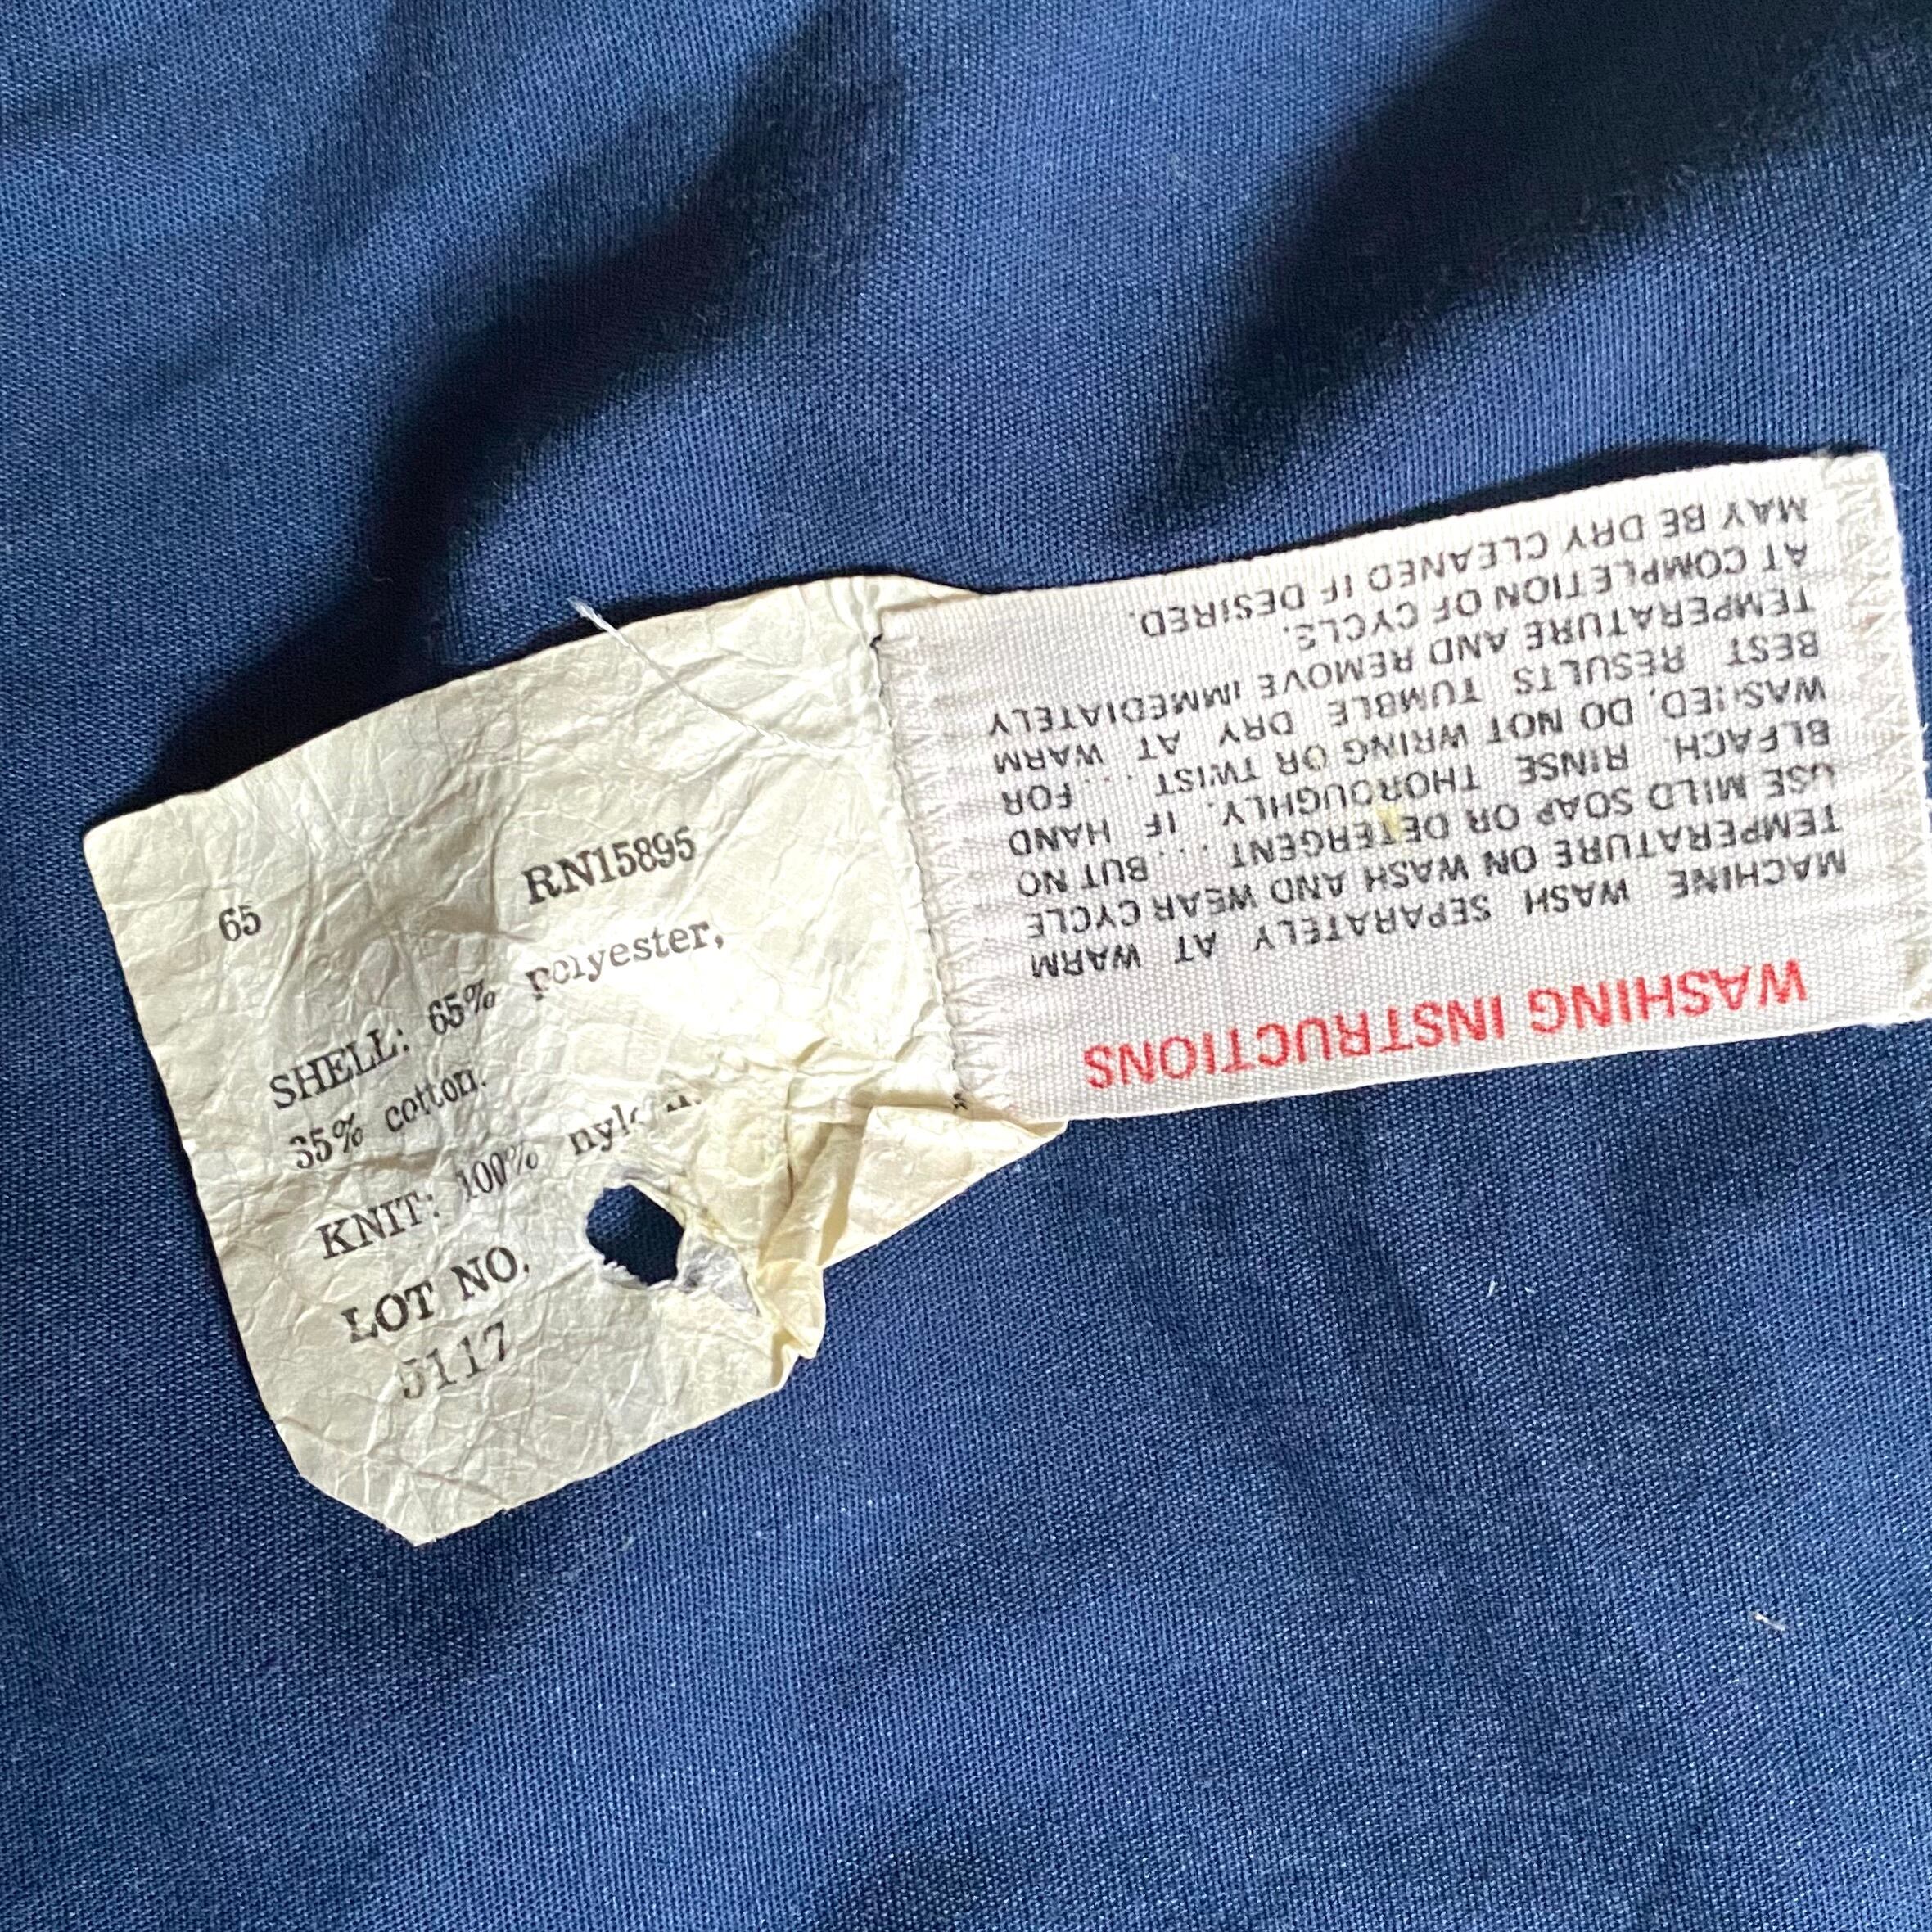 65
RN15895
SHELL: 65% polyester,
35% cotton.
KNIT: 100% nylon.
LOT NO.
5117
WASHING INSTRUCTIONS
MACHINE WASH SEPARATELY AT WARM
TEMPERATURE ON WASH AND WEAR CYCLE
USE MILD SOAP OR DETERGENT ... BUT NO
BLEACH. RINSE THOROUGHLY. IF HAND
WASHED, DO NOT WRING OR TWIST ... FOR
BEST RESULTS TUMBLE DRY AT WARM
TEMPERATURE AND REMOVE IMMEDIATELY
AT COMPLETION OF CYCLE.
MAY BE DRY CLEANED IF DESIRED.